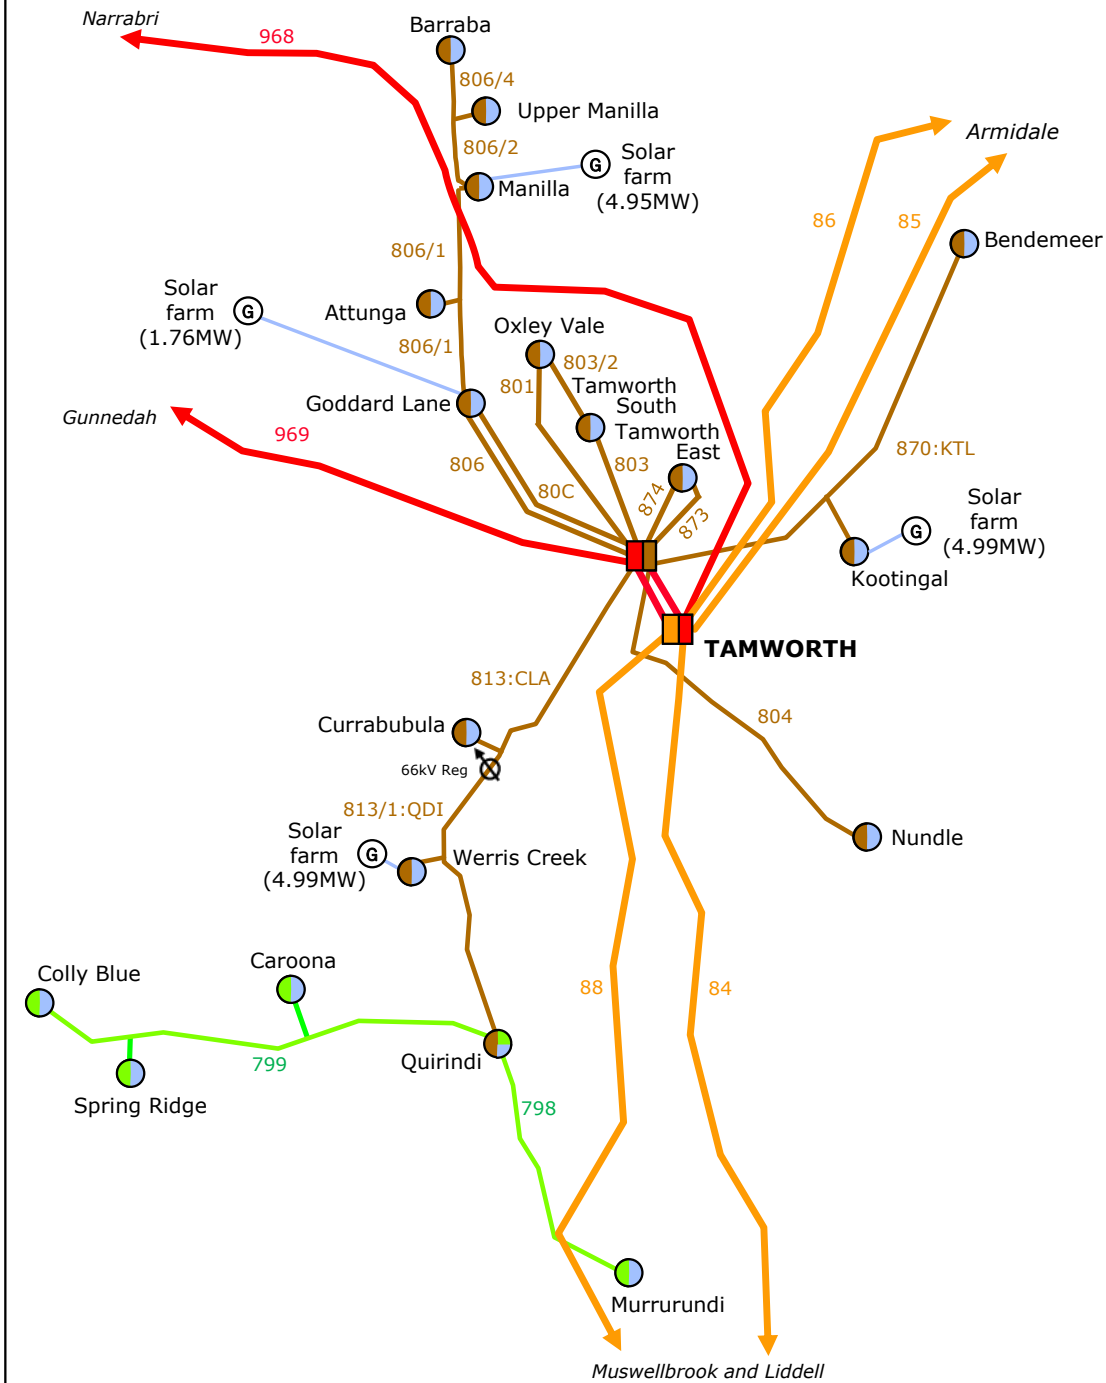 Narrabri
968
Barraba
806/4
Upper Manilla
806/2
Manilla
G
Solar
farm
(4.95MW)
Armidale
86
85
Bendemeer
806/1
Attunga
Solar
farm
(1.76MW)
G
806/1
Goddard Lane
Oxley Vale
801
803/2
Tamworth
South
Tamworth
East
803
874
873
Gunnedah
969
806
80C
870:KTL
G
Solar
farm
(4.99MW)
Kootingal
TAMWORTH
813:CLA
804
Currabubula
66kV Reg
813/1:QDI
Solar
farm
(4.99MW)
G
Werris Creek
Nundle
Colly Blue
Caroona
88
84
Quirindi
799
Spring Ridge
798
Murrurundi
Muswellbrook and Liddell